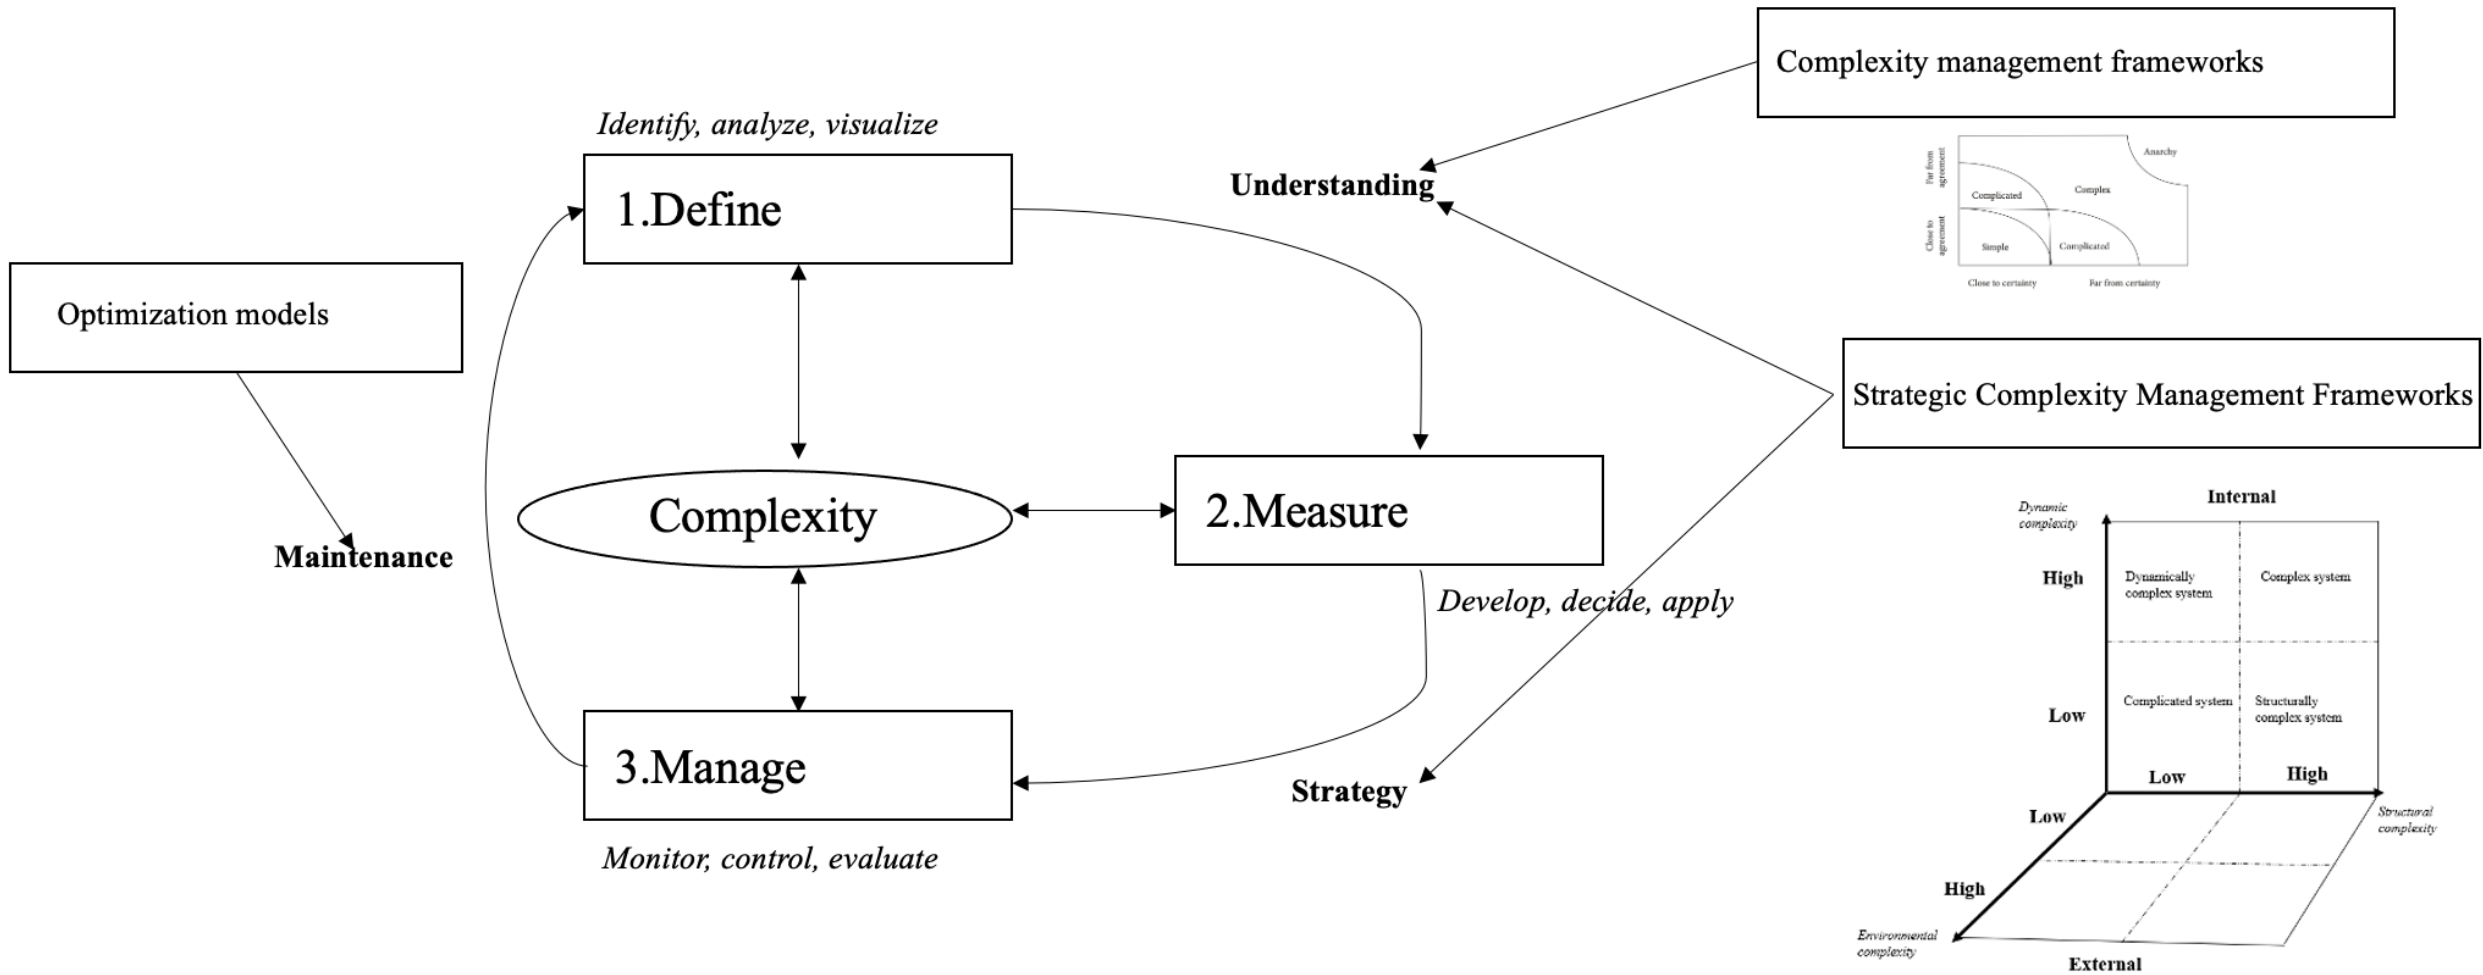 Complexity management frameworks
Identify, analyze, visualize
1.Define
Understanding
Far from
agreement
Close to
agreement
Anarchy
Complex
Complicated
Simple
Complicated
Close to certainty
Far from certainty
Optimization models
Strategic Complexity Management Frameworks
Complexity
2.Measure
Maintenance
Develop, decide, apply
3.Manage
Strategy
Monitor, control, evaluate
Internal
Dynamic
complexity
High
Dynamically
complex system
Complex system
Low
Complicated system
Structurally
complex system
Low
High
Low
Structural
complexity
High
Environmental
complexity
External